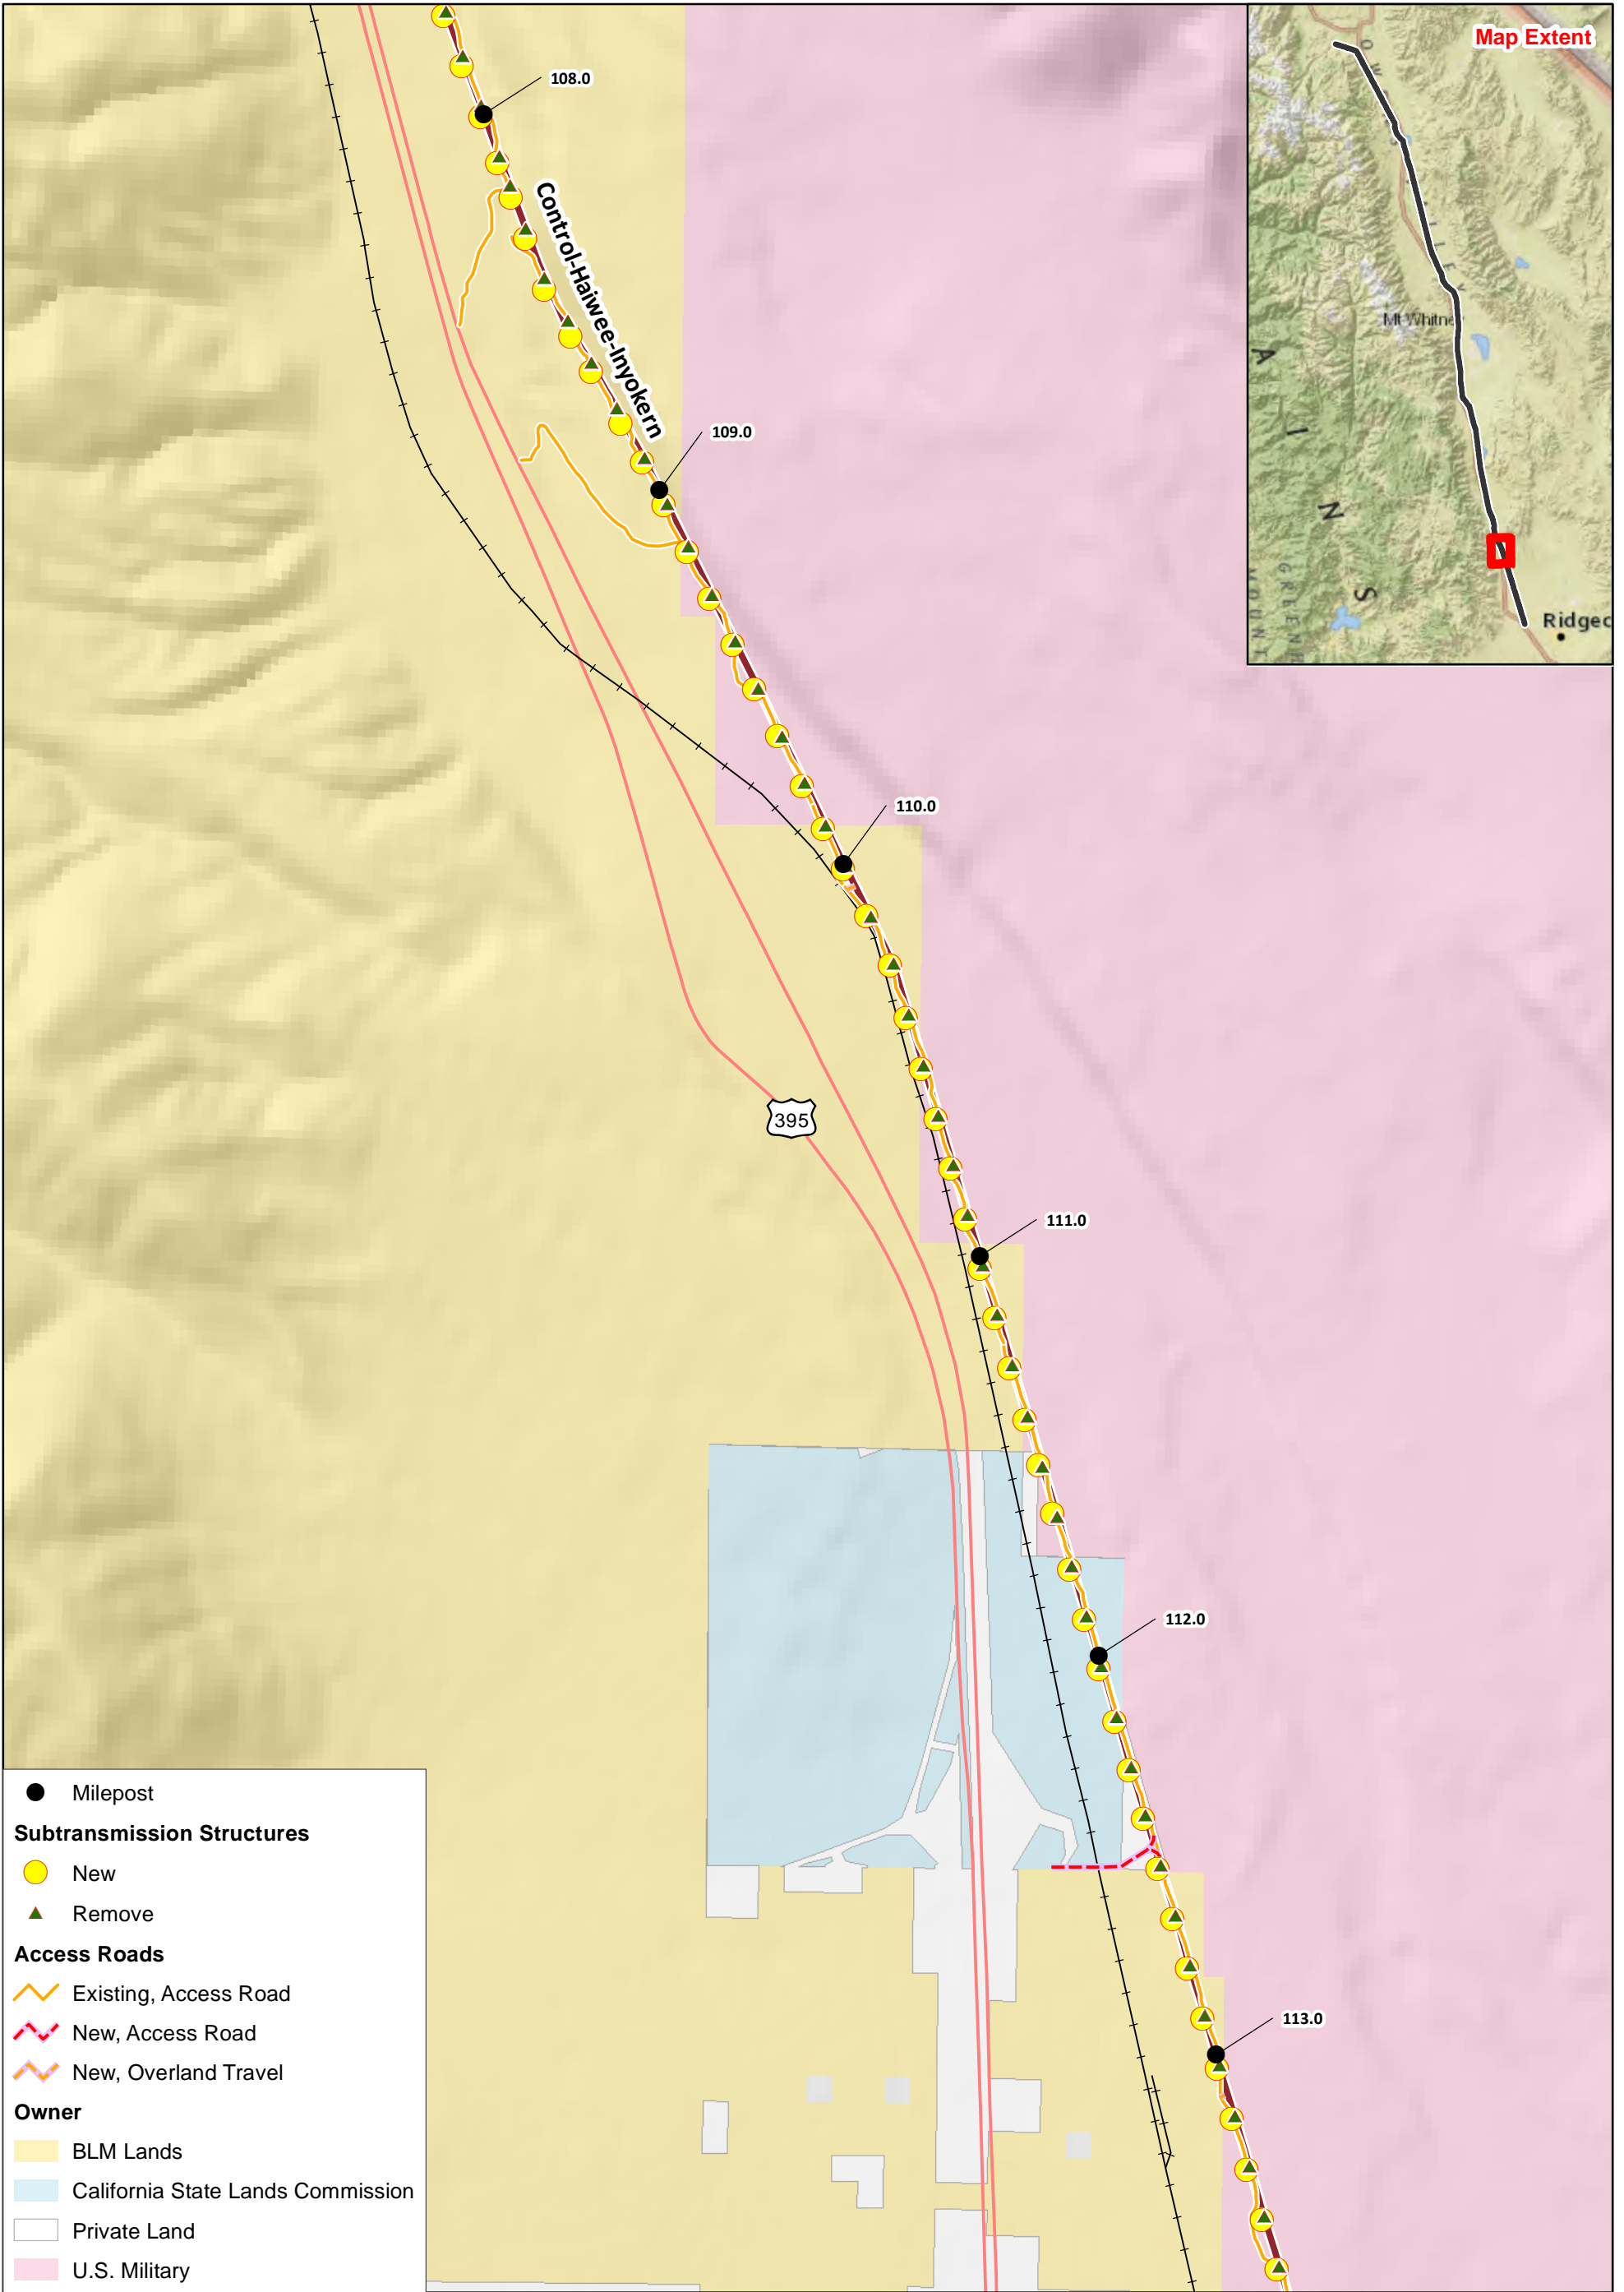 Map Extent
O W E
L L E Y
Mt Whitne
A I N S
M O U N T
G R E E N H
Ridgec
108.0
Control-Haiwee-Inyokern
109.0
110.0
395
111.0
112.0
113.0
Milepost
Subtransmission Structures
New
Remove
Access Roads
Existing, Access Road
New, Access Road
New, Overland Travel
Owner
BLM Lands
California State Lands Commission
Private Land
U.S. Military